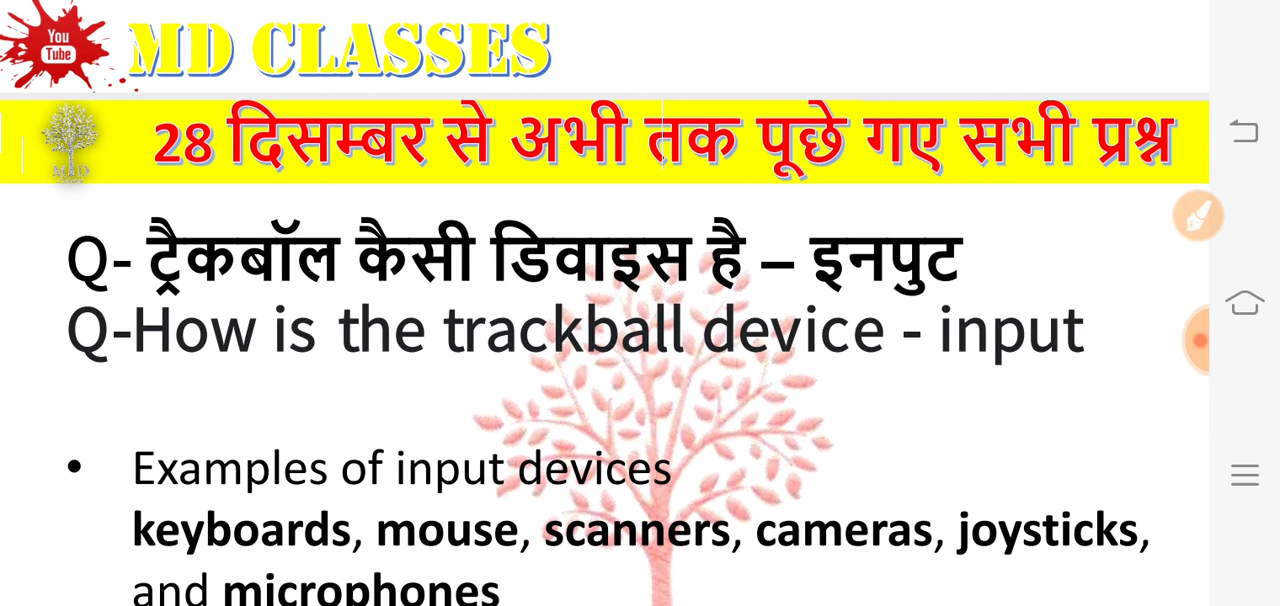 You
Tube
MD CLASSES
28 दिसम्बर से अभी तक पूछे गए सभी प्रश्न
Q- ट्रैकबॉल कैसी डिवाइस है – इनपुट
Q-How is the trackball device - input
• Examples of input devices
keyboards, mouse, scanners, cameras, joysticks,
and microphones